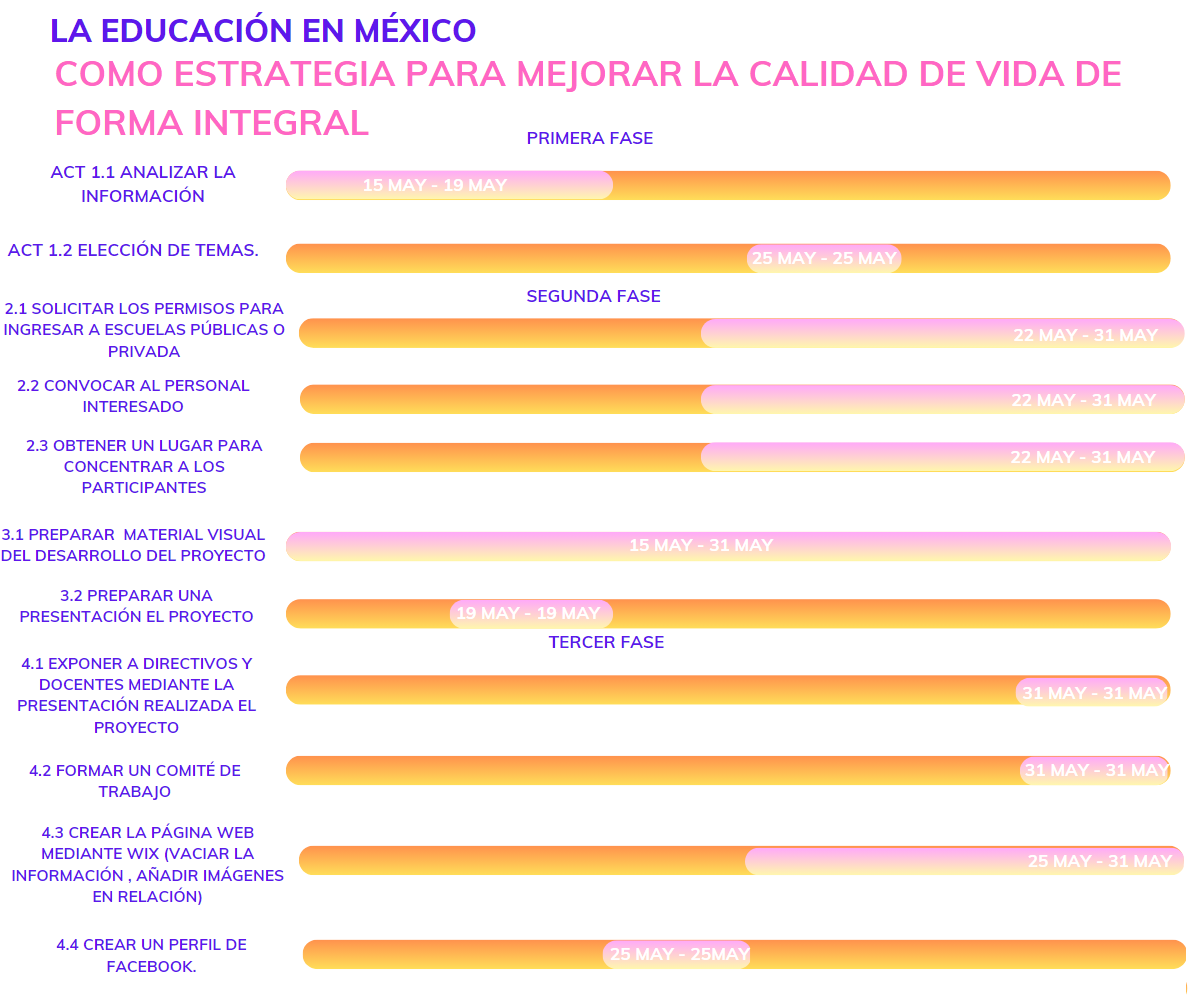 LA EDUCACIÓN EN MÉXICO
COMO ESTRATEGIA PARA MEJORAR LA CALIDAD DE VIDA DE
FORMA INTEGRAL
PRIMERA FASE
ACT 1.1 ANALIZAR LA
INFORMACIÓN
15 MAY - 19 MAY
ACT 1.2 ELECCIÓN DE TEMAS.
25 MAY - 25 MAY
SEGUNDA FASE
2.1 SOLICITAR LOS PERMISOS PARA
INGRESAR A ESCUELAS PÚBLICAS O
PRIVADA
22 MAY - 31 MAY
2.2 CONVOCAR AL PERSONAL
INTERESADO
22 MAY - 31 MAY
2.3 OBTENER UN LUGAR PARA
CONCENTRAR A LOS
PARTICIPANTES
22 MAY - 31 MAY
3.1 PREPARAR  MATERIAL VISUAL
DEL DESARROLLO DEL PROYECTO
15 MAY - 31 MAY
3.2 PREPARAR UNA
PRESENTACIÓN EL PROYECTO
19 MAY - 19 MAY
TERCER FASE
4.1 EXPONER A DIRECTIVOS Y
DOCENTES MEDIANTE LA
PRESENTACIÓN REALIZADA EL
PROYECTO
31 MAY - 31 MAY
4.2 FORMAR UN COMITÉ DE
TRABAJO
31 MAY - 31 MAY
4.3 CREAR LA PÁGINA WEB
MEDIANTE WIX (VACIAR LA
INFORMACIÓN , AÑADIR IMÁGENES
EN RELACIÓN)
25 MAY - 31 MAY
4.4 CREAR UN PERFIL DE
FACEBOOK.
25 MAY - 25MAY